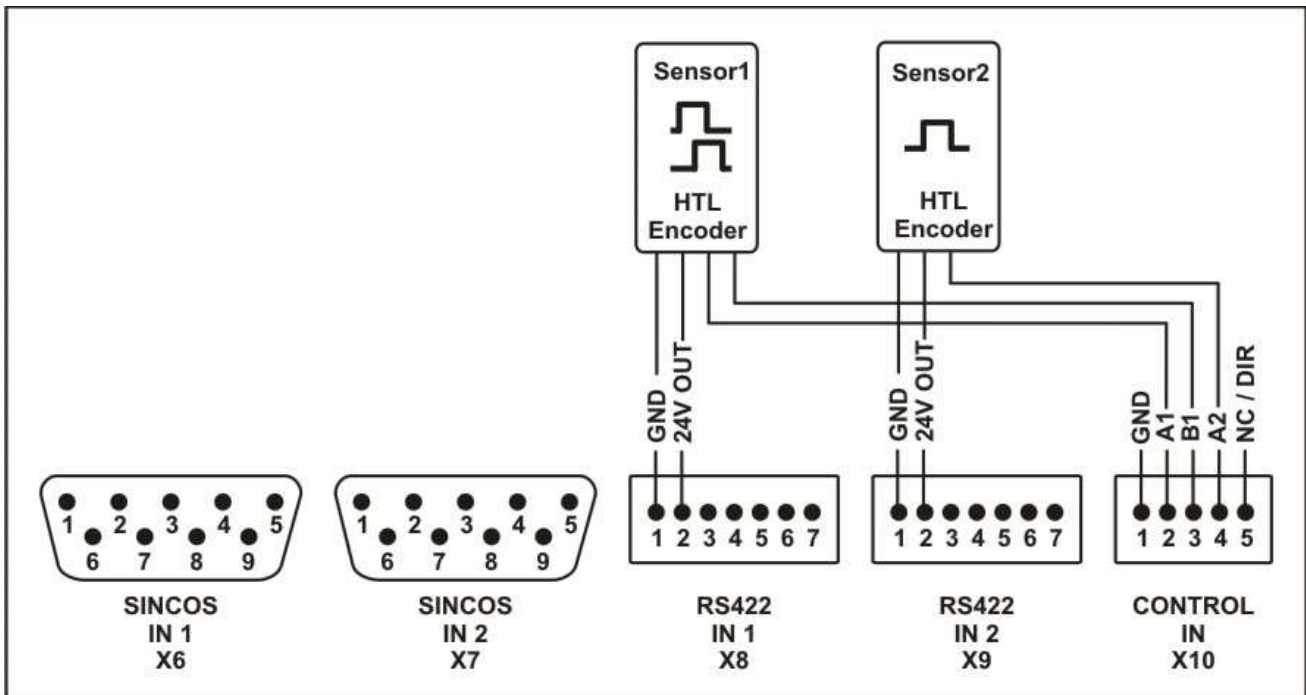 Sensor1
HTL
Encoder
Sensor2
HTL
Encoder
GND
24V OUT
GND
24V OUT
GND
A1
B1
A2
NC / DIR
1 2 3 4 5
6 7 8 9
SINCOS
IN 1
X6
1 2 3 4 5
6 7 8 9
SINCOS
IN 2
X7
1 2 3 4 5 6 7
RS422
IN 1
X8
1 2 3 4 5 6 7
RS422
IN 2
X9
1 2 3 4 5
CONTROL
IN
X10